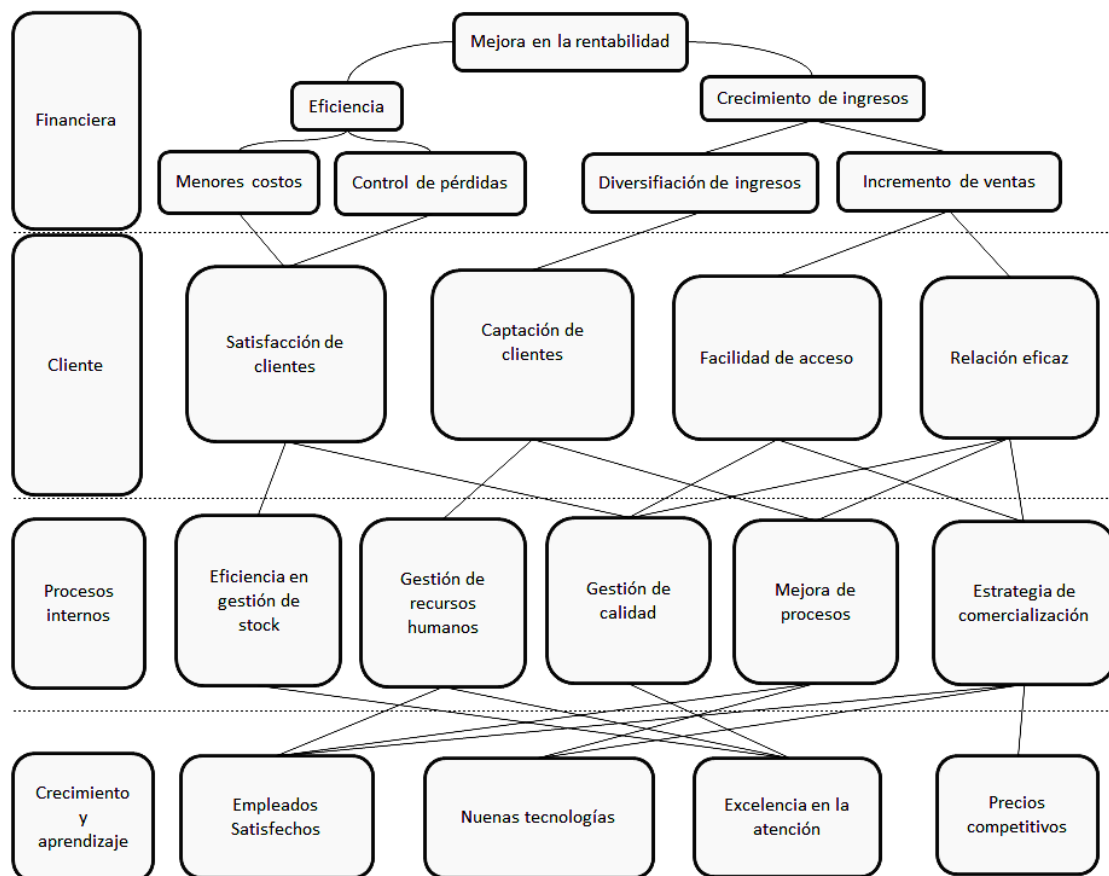 Mejora en la rentabilidad
Financiera
Eficiencia
Crecimiento de ingresos
Menores costos
Control de pérdidas
Diversifiación de ingresos
Incremento de ventas
Cliente
Satisfacción de
clientes
Captación de
clientes
Facilidad de acceso
Relación eficaz
Procesos
internos
Eficiencia en
gestión de
stock
Gestión de
recursos
humanos
Gestión de
calidad
Mejora de
procesos
Estrategia de
comercialización
Crecimiento
y
aprendizaje
Empleados
Satisfechos
Nuenas tecnologías
Excelencia en la
atención
Precios
competitivos